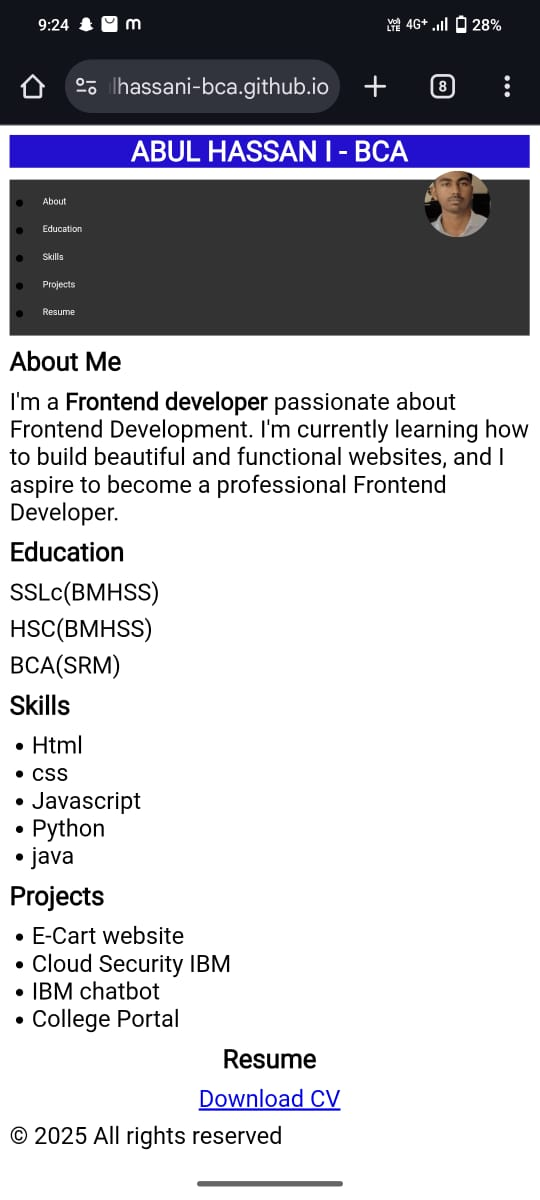 9:24 m Vo) LTE 4G+ 28%
lhassani-bca.github.io + 8
ABUL HASSAN I - BCA
About
Education
Skills
Projects
Resume
About Me
I'm a Frontend developer passionate about
Frontend Development. I'm currently learning how
to build beautiful and functional websites, and I
aspire to become a professional Frontend
Developer.
Education
SSLc(BMHSS)
HSC(BMHSS)
BCA(SRM)
Skills
• Html
• css
• Javascript
• Python
• java
Projects
• E-Cart website
• Cloud Security IBM
• IBM chatbot
• College Portal
Resume
Download CV
© 2025 All rights reserved